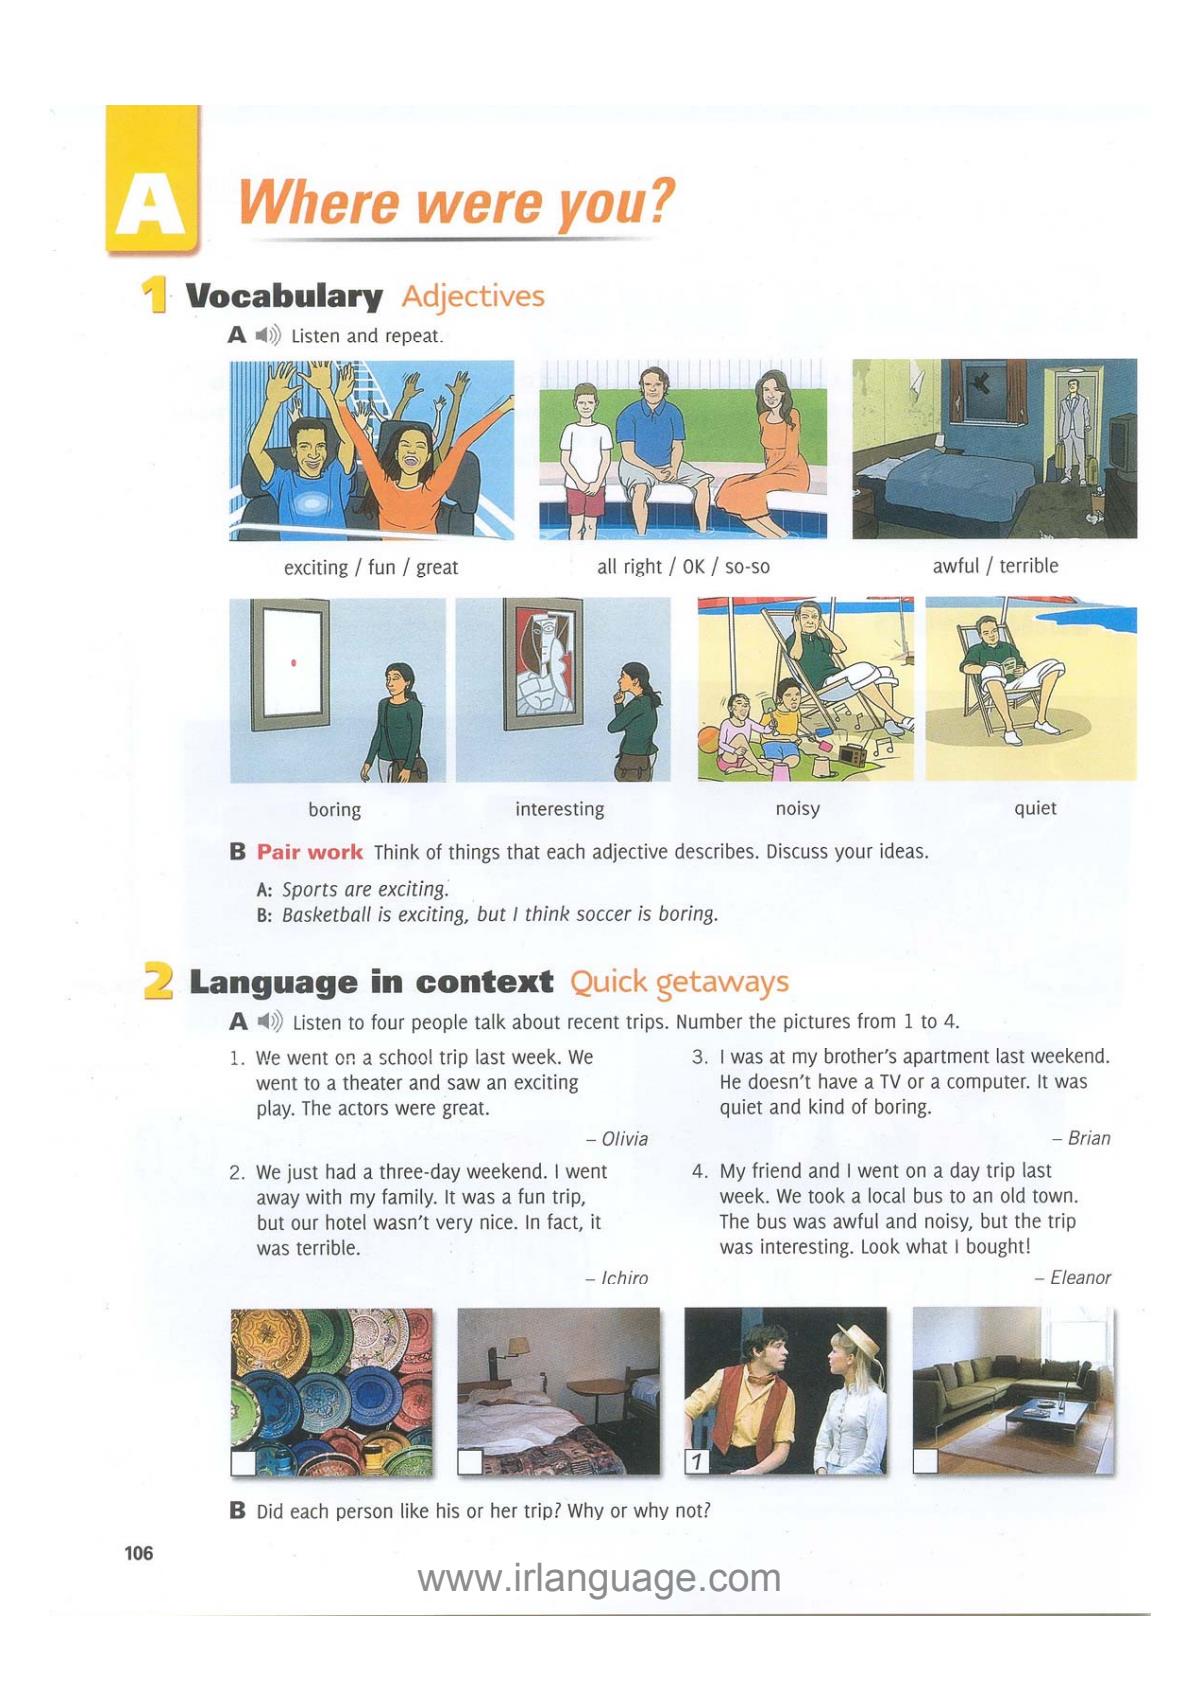 A
Where were you?
1 Vocabulary Adjectives
A Listen and repeat.
exciting / fun / great
all right / OK / so-so
awful / terrible
boring
interesting
noisy
quiet
B Pair work Think of things that each adjective describes. Discuss your ideas.
A: Sports are exciting.
B: Basketball is exciting, but I think soccer is boring.
2 Language in context Quick getaways
A Listen to four people talk about recent trips. Number the pictures from 1 to 4.
1. We went on a school trip last week. We
went to a theater and saw an exciting
play. The actors were great.
– Olivia
2. We just had a three-day weekend. I went
away with my family. It was a fun trip,
but our hotel wasn't very nice. In fact, it
was terrible.
– Ichiro
3. I was at my brother's apartment last weekend.
He doesn't have a TV or a computer. It was
quiet and kind of boring.
– Brian
4. My friend and I went on a day trip last
week. We took a local bus to an old town.
The bus was awful and noisy, but the trip
was interesting. Look what I bought!
– Eleanor
1
B Did each person like his or her trip? Why or why not?
106
www.irlanguage.com